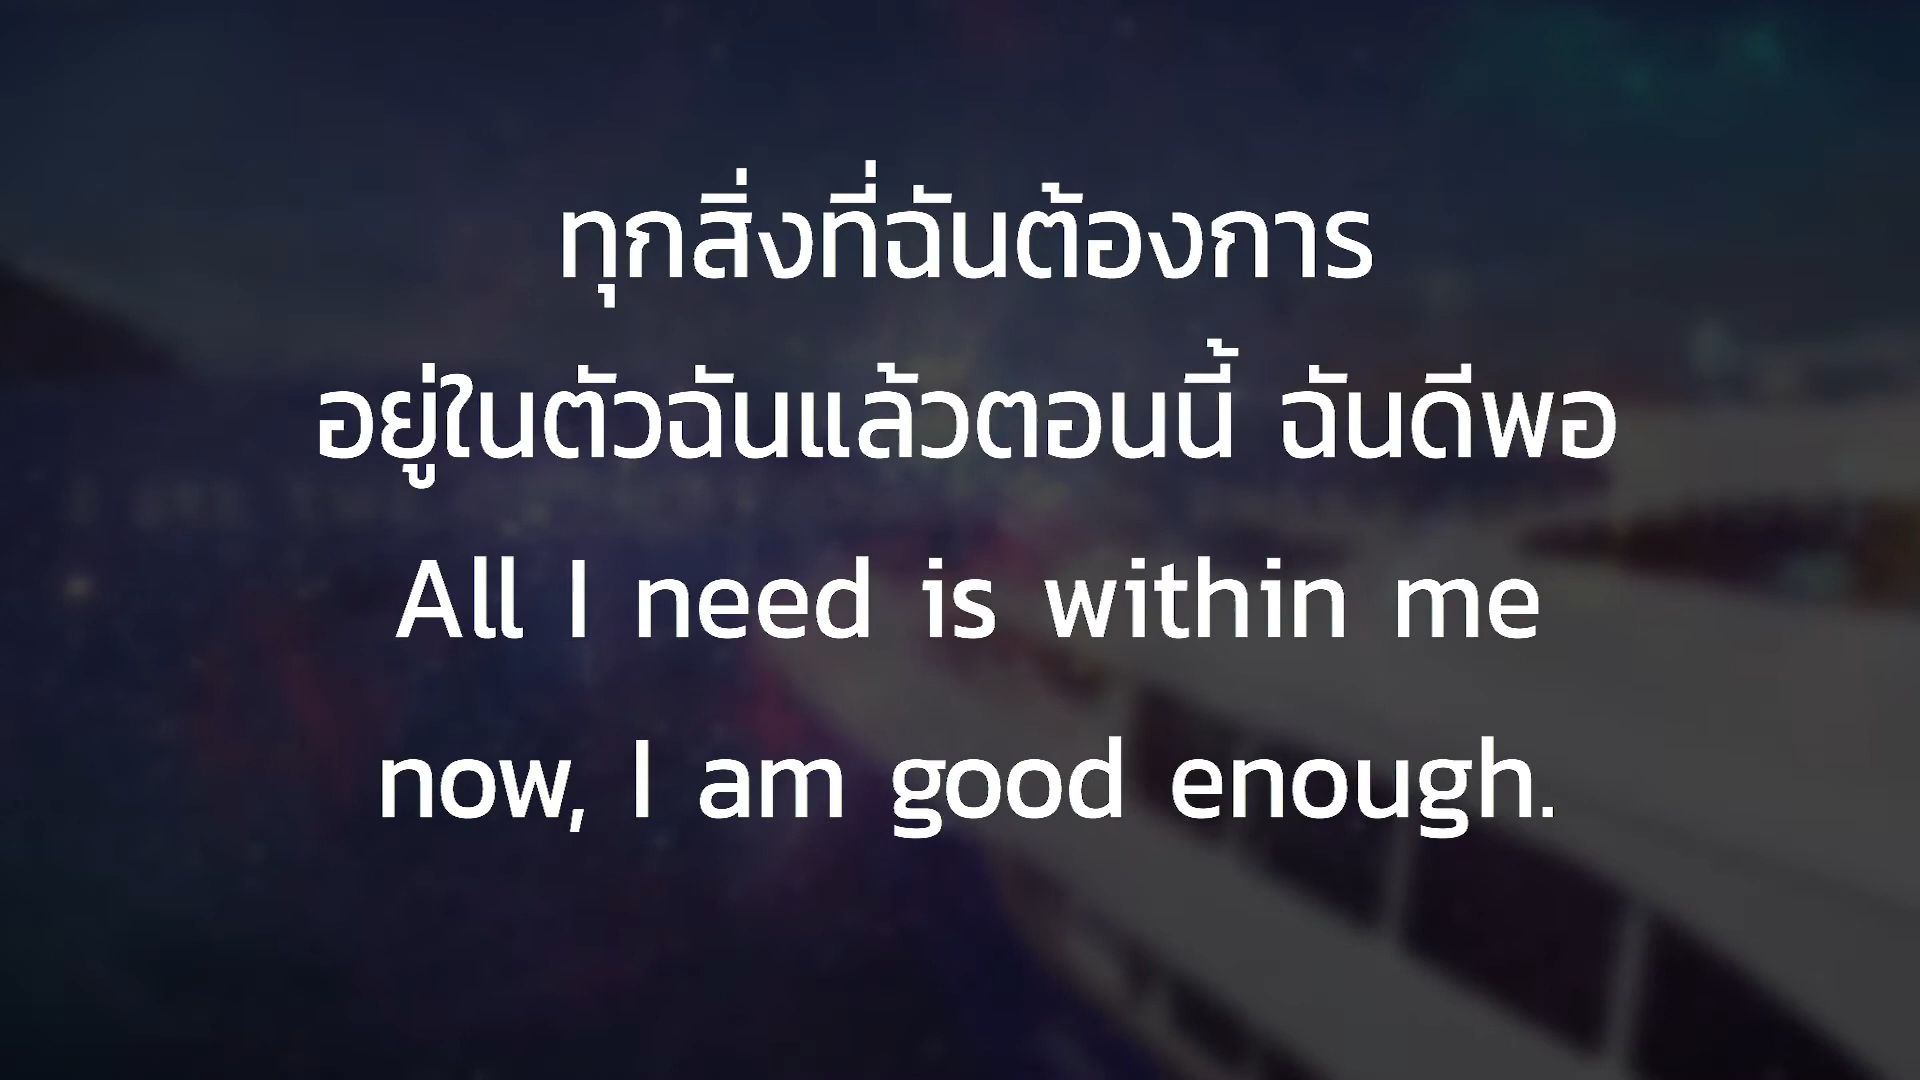 ทุกสิ่งที่ฉันต้องการ
อยู่ในตัวฉันแล้วตอนนี้ ฉันดีพอ
All I need is within me
now, I am good enough.